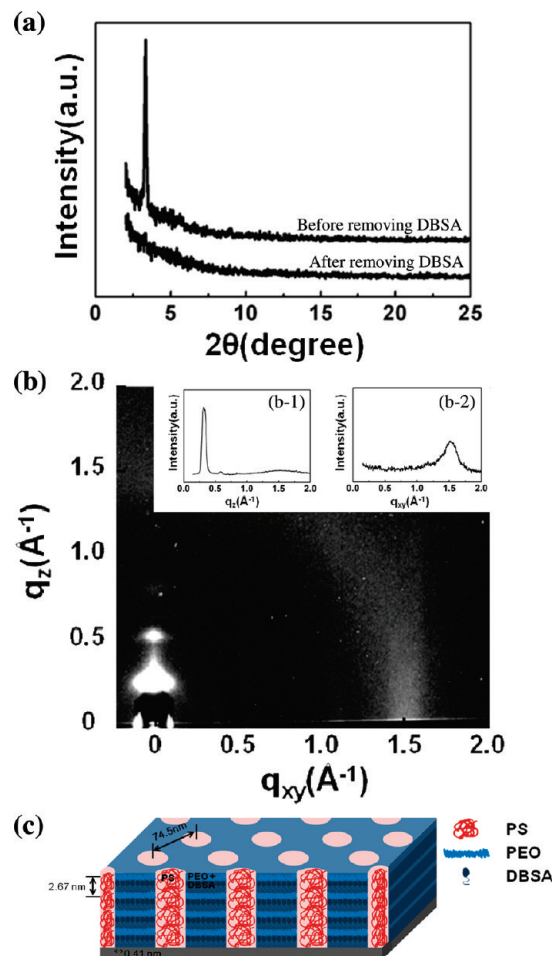 (a)
Intensity(a.u.)
Before removing DBSA
After removing DBSA
0 5 10 15 20 25
2θ(degree)
(b)
2.0
1.5
1.0
0.5
0
qz(Å-1)
(b-1)
Intensity(a.u.)
0.0 0.5 1.0 1.5 2.0
qz(Å-1)
(b-2)
Intensity(a.u.)
0.0 0.5 1.0 1.5 2.0
qxy(Å-1)
0 0.5 1.0 1.5 2.0
qxy(Å-1)
(c)
74.5nm
2.67 nm
PS
PEO+
DBSA
0.41 nm
PS
PEO
DBSA